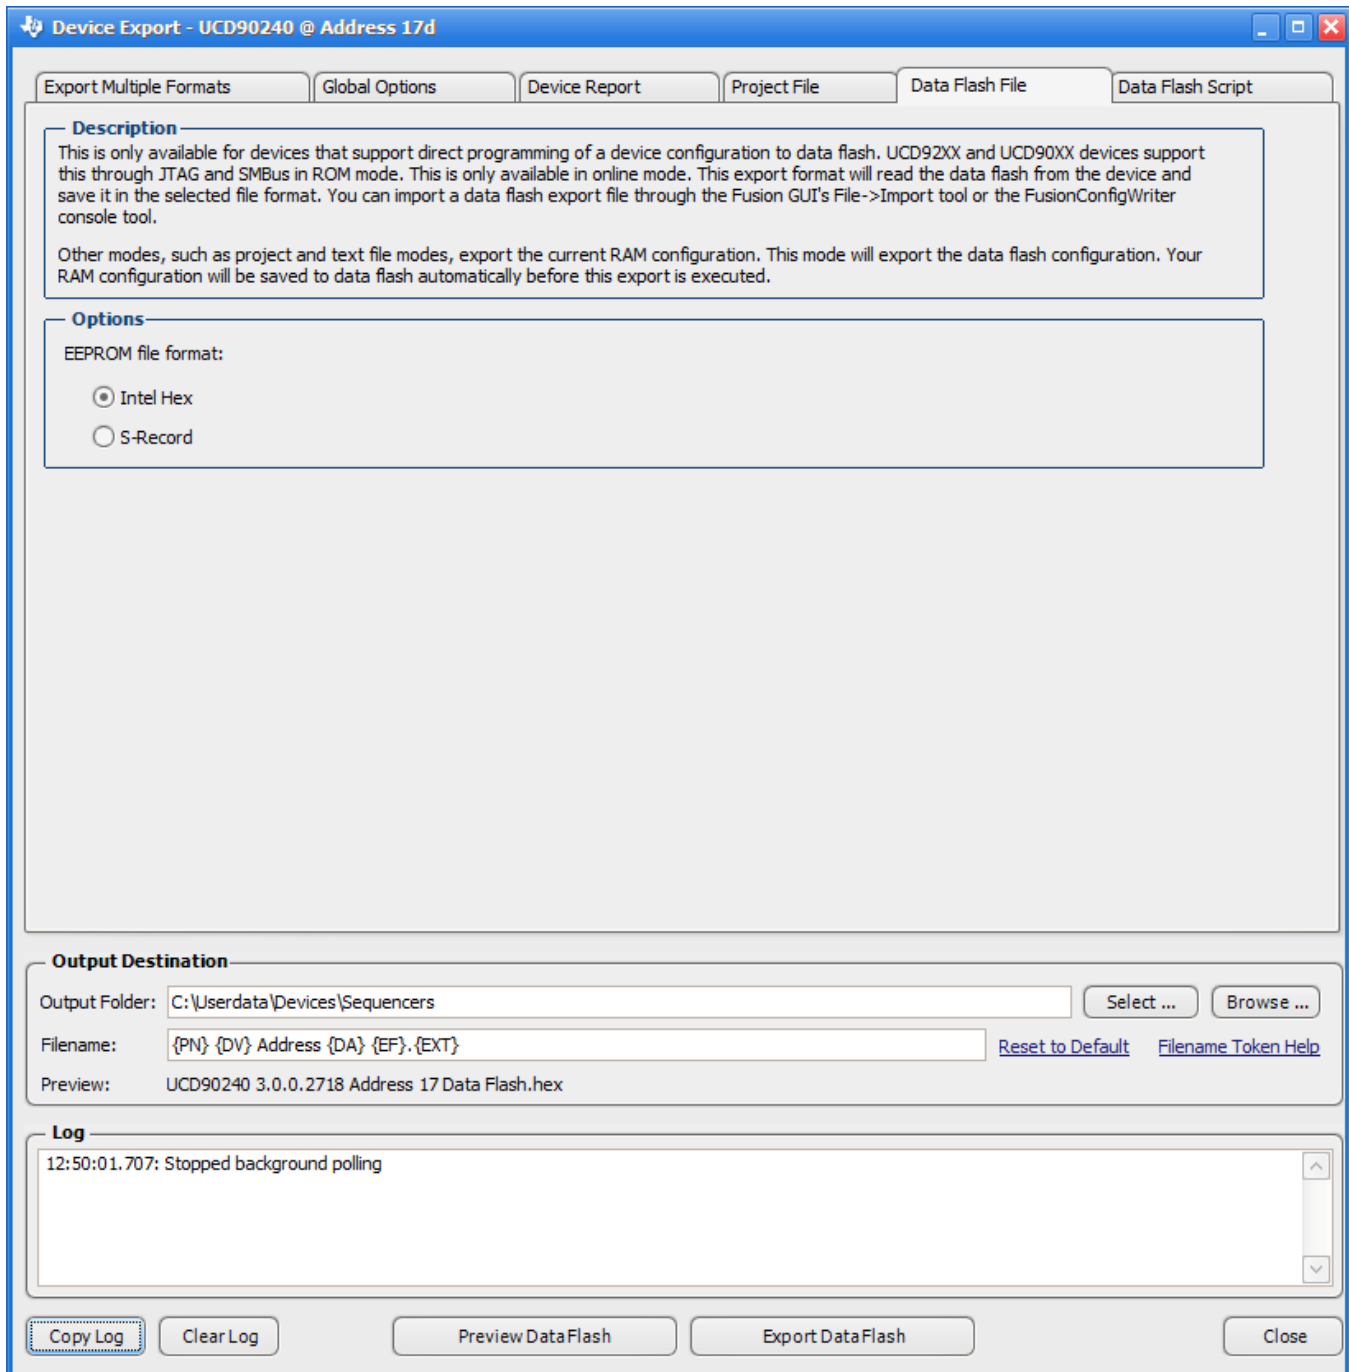 Device Export - UCD90240 @ Address 17d
Export Multiple Formats
Global Options
Device Report
Project File
Data Flash File
Data Flash Script
Description
This is only available for devices that support direct programming of a device configuration to data flash. UCD92XX and UCD90XX devices support
this through JTAG and SMBus in ROM mode. This is only available in online mode. This export format will read the data flash from the device and
save it in the selected file format. You can import a data flash export file through the Fusion GUI's File->Import tool or the FusionConfigWriter
console tool.
Other modes, such as project and text file modes, export the current RAM configuration. This mode will export the data flash configuration. Your
RAM configuration will be saved to data flash automatically before this export is executed.
Options
EEPROM file format:
Intel Hex
S-Record
Output Destination
Output Folder: C:\Userdata\Devices\Sequencers Select ... Browse ...
Filename: {PN} {DV} Address {DA} {EF}.{EXT} Reset to Default Filename Token Help
Preview: UCD90240 3.0.0.2718 Address 17 Data Flash.hex
Log
12:50:01.707: Stopped background polling
Copy Log Clear Log Preview Data Flash Export Data Flash Close